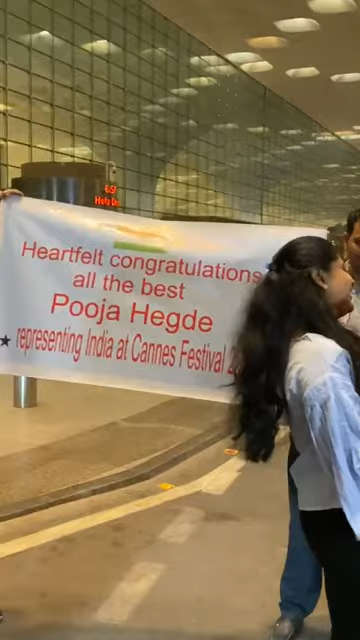 Heartfelt congratulations
all the best
Pooja Hegde
representing India at Cannes Festival